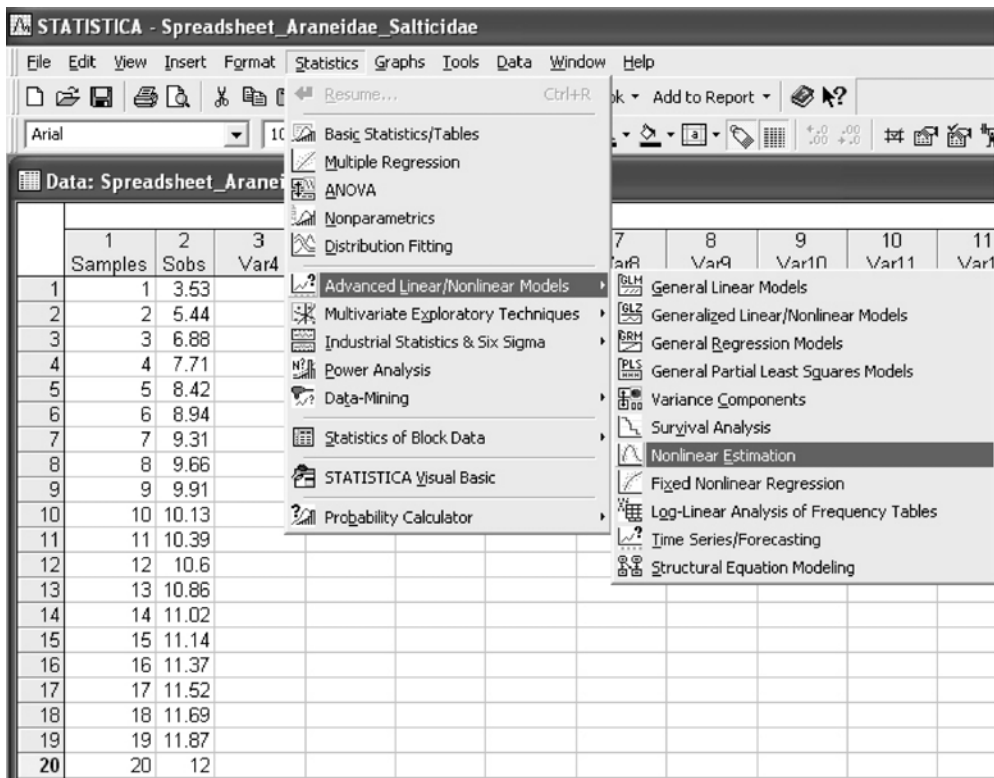 STATISTICA - Spreadsheet_Araneidae_Salticidae
File Edit View Insert Format Statistics Graphs Tools Data Window Help
Resume... Ctrl+R
Add to Report
Arial
Basic Statistics/Tables
Multiple Regression
ANOVA
Nonparametrics
Distribution Fitting
Advanced Linear/Nonlinear Models
Multivariate Exploratory Techniques
Industrial Statistics & Six Sigma
Power Analysis
Data-Mining
Statistics of Block Data
STATISTICA Visual Basic
Probability Calculator
General Linear Models
Generalized Linear/Nonlinear Models
General Regression Models
General Partial Least Squares Models
Variance Components
Survival Analysis
Nonlinear Estimation
Fixed Nonlinear Regression
Log-Linear Analysis of Frequency Tables
Time Series/Forecasting
Structural Equation Modeling
Data: Spreadsheet_Aranei
1 2 3 7 8 9 10 11
Samples Sobs Var4 Var8 Var9 Var10 Var11
1 1 3.53
2 2 5.44
3 3 6.88
4 4 7.71
5 5 8.42
6 6 8.94
7 7 9.31
8 8 9.66
9 9 9.91
10 10 10.13
11 11 10.39
12 12 10.6
13 13 10.86
14 14 11.02
15 15 11.14
16 16 11.37
17 17 11.52
18 18 11.69
19 19 11.87
20 20 12